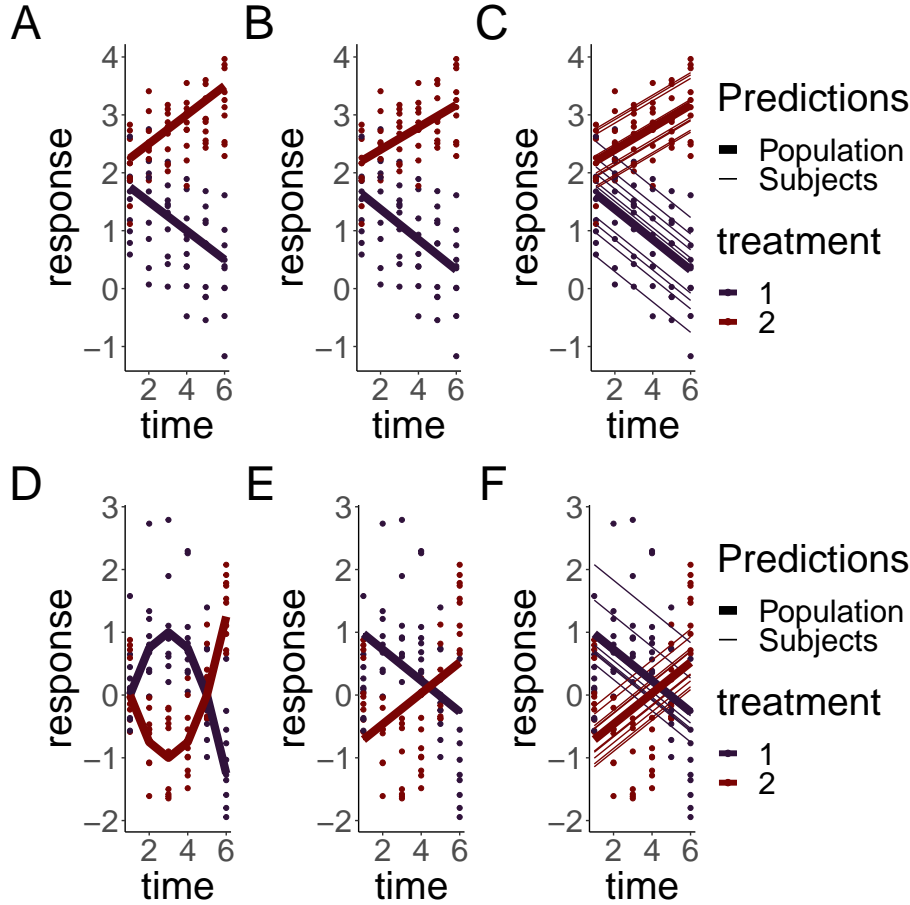 A B C
4
3
2
1
0
−1
response
2 4 6
time
4
3
2
1
0
−1
response
2 4 6
time
4
3
2
1
0
−1
response
2 4 6
time
Predictions
Population
Subjects
treatment
1
2
D E F
3
2
1
0
−1
−2
response
2 4 6
time
3
2
1
0
−1
−2
response
2 4 6
time
3
2
1
0
−1
−2
response
2 4 6
time
Predictions
Population
Subjects
treatment
1
2